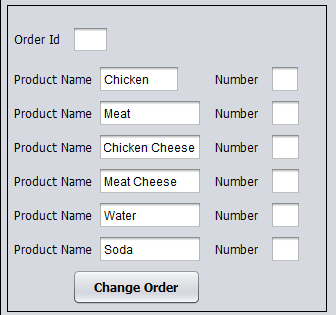 Order Id
Product Name Chicken Number
Product Name Meat Number
Product Name Chicken Cheese Number
Product Name Meat Cheese Number
Product Name Water Number
Product Name Soda Number
Change Order